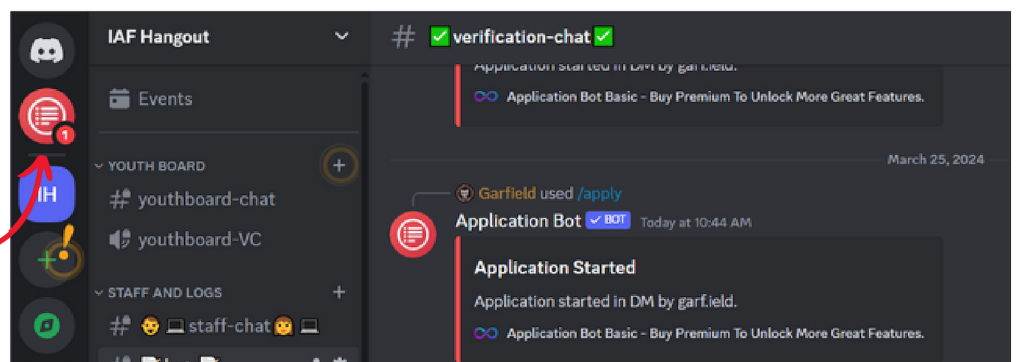 IAF Hangout
Events
1
YOUTH BOARD
IH
youthboard-chat
youthboard-VC
STAFF AND LOGS
staff-chat
# ✅verification-chat✅
Application started in DM by garf.ield.
Application Bot Basic - Buy Premium To Unlock More Great Features.
March 25, 2024
Garfield used /apply
Application Bot ✓ BOT Today at 10:44 AM
Application Started
Application started in DM by garf.ield.
Application Bot Basic - Buy Premium To Unlock More Great Features.